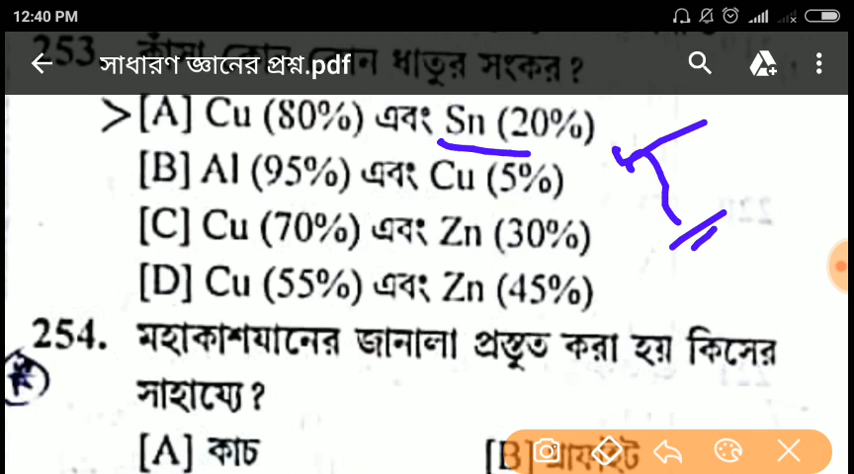 12:40 PM
253. কাঁসা কোন কোন ধাতুর সংকর ?
সাধারণ জ্ঞানের প্রশ্ন.pdf
>[A] Cu (80%) এবং Sn (20%)
[B] Al (95%) এবং Cu (5%)
[C] Cu (70%) এবং Zn (30%)
[D] Cu (55%) এবং Zn (45%)
254. মহাকাশযানের জানালা প্রস্তুত করা হয় কিসের
সাহায্যে ?
[A] কাচ
[B]